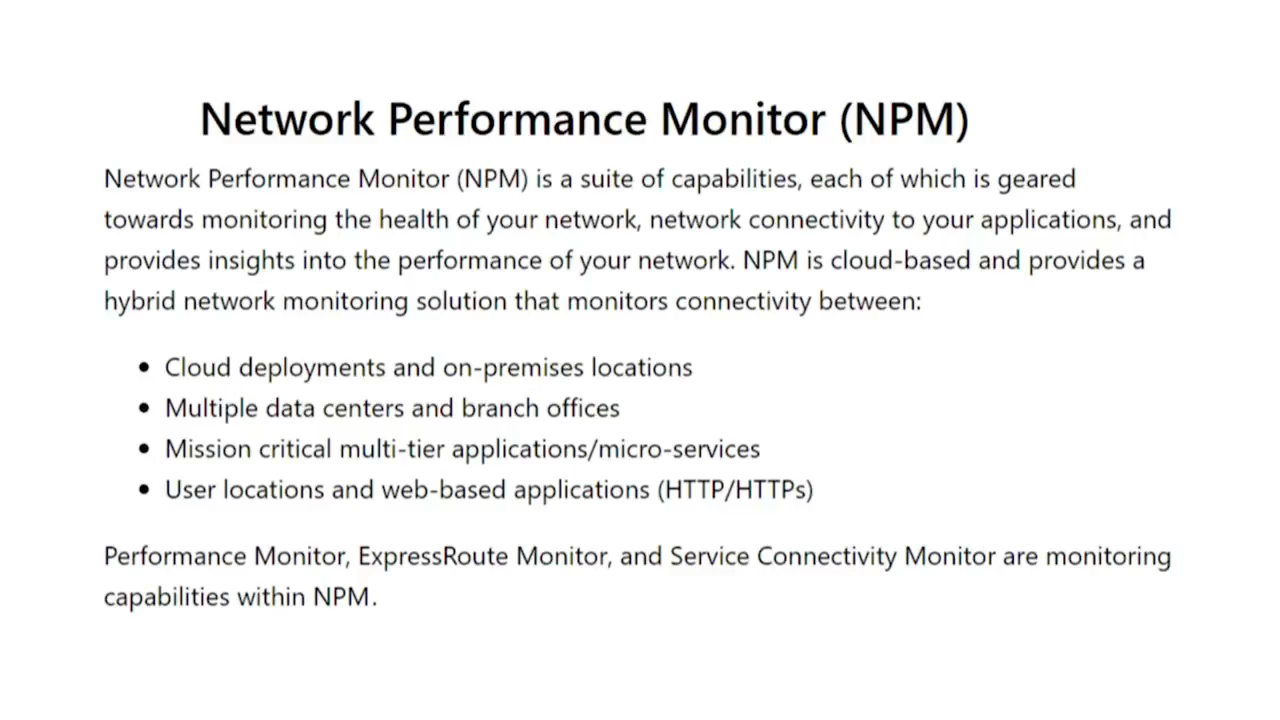 Network Performance Monitor (NPM)
Network Performance Monitor (NPM) is a suite of capabilities, each of which is geared
towards monitoring the health of your network, network connectivity to your applications, and
provides insights into the performance of your network. NPM is cloud-based and provides a
hybrid network monitoring solution that monitors connectivity between:
• Cloud deployments and on-premises locations
• Multiple data centers and branch offices
• Mission critical multi-tier applications/micro-services
• User locations and web-based applications (HTTP/HTTPs)
Performance Monitor, ExpressRoute Monitor, and Service Connectivity Monitor are monitoring
capabilities within NPM.